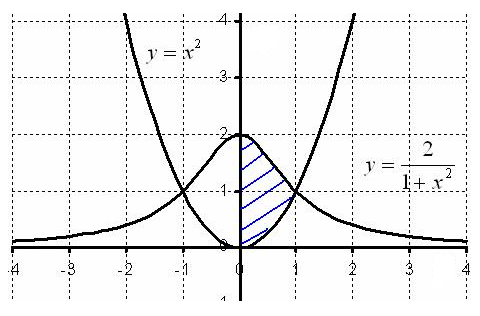 4
y = x²
3
2
y = 2/(1 + x²)
1
0
-4 -3 -2 -1 0 1 2 3 4